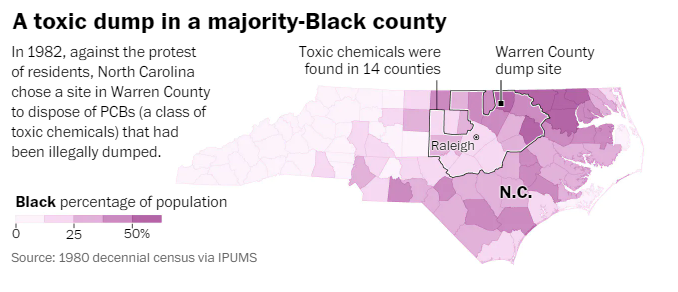 A toxic dump in a majority-Black county
In 1982, against the protest
of residents, North Carolina
chose a site in Warren County
to dispose of PCBs (a class of
toxic chemicals) that had
been illegally dumped.
Toxic chemicals were
found in 14 counties
Warren County
dump site
Raleigh
N.C.
Black percentage of population
0 25 50%
Source: 1980 decennial census via IPUMS